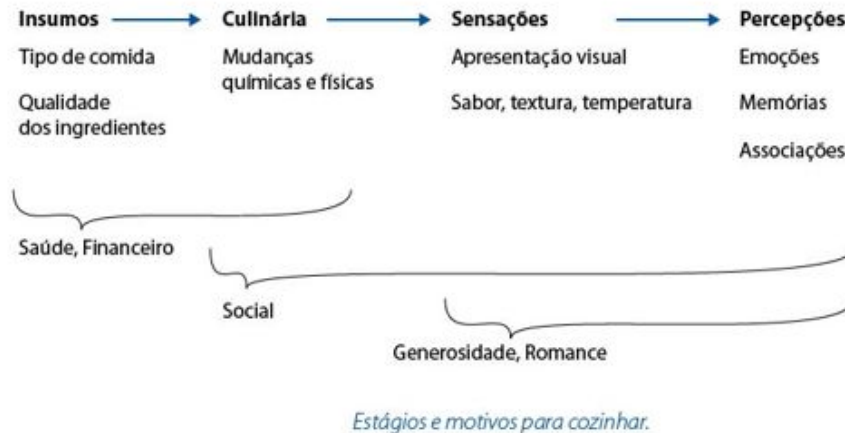 Insumos Culinária Sensações Percepções
Tipo de comida Mudanças Apresentação visual Emoções
químicas e físicas
Qualidade Sabor, textura, temperatura Memórias
dos ingredientes
Associações
Saúde, Financeiro
Social
Generosidade, Romance
Estágios e motivos para cozinhar.